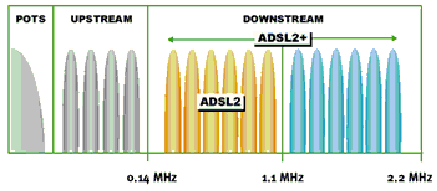 POTS UPSTREAM DOWNSTREAM
ADSL2+
ADSL2
0.14 MHz 1.1 MHz 2.2 MHz